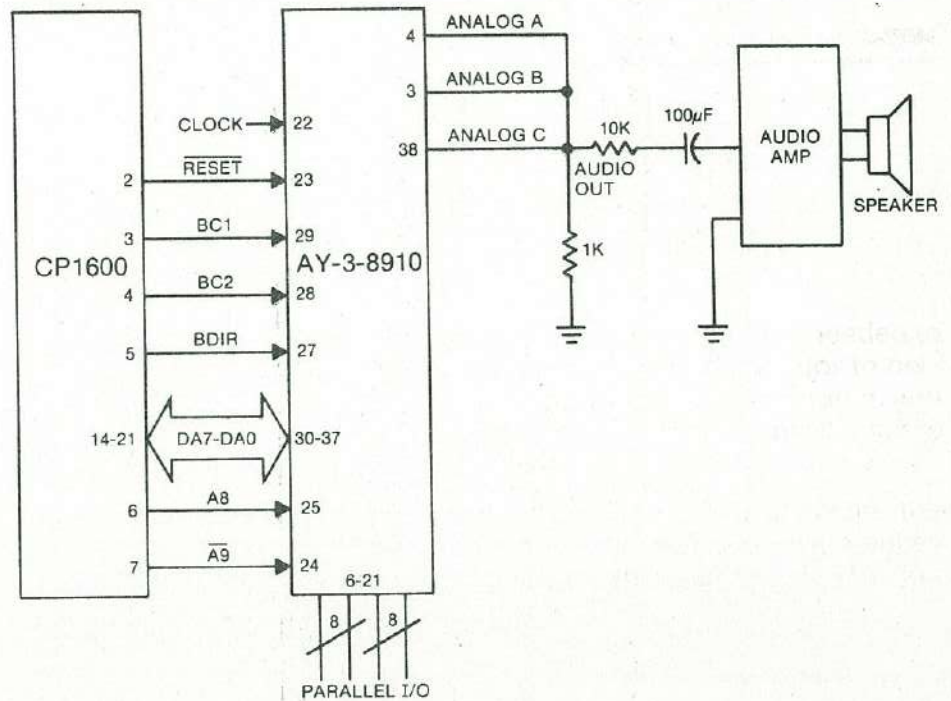 CP1600
2
3
4
5
14-21
6
7
CLOCK
RESET
BC1
BC2
BDIR
DA7-DA0
A8
A9
AY-3-8910
22
23
29
28
27
30-37
25
24
6-21
8
8
PARALLEL I/O
4
3
38
ANALOG A
ANALOG B
ANALOG C
10K
AUDIO
OUT
1K
100μF
AUDIO
AMP
SPEAKER